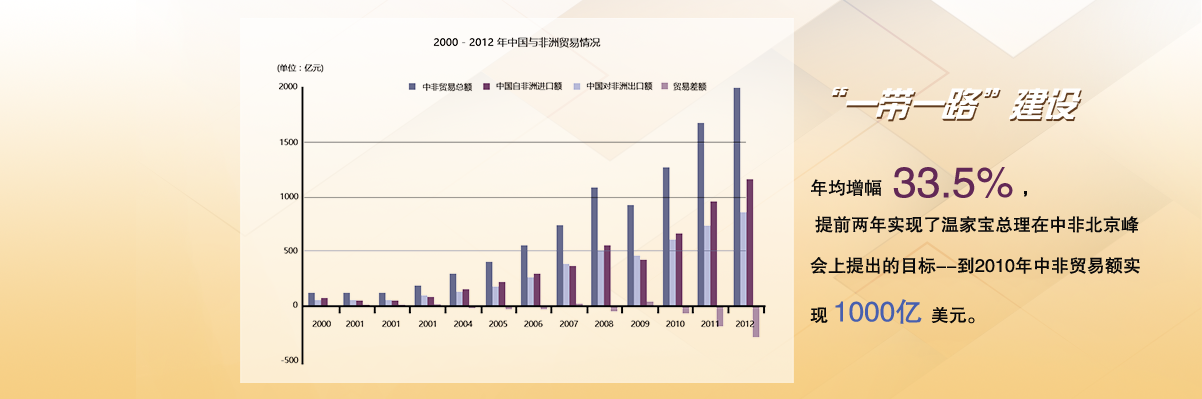 2000 - 2012 年中国与非洲贸易情况
(单位：亿元)
中非贸易总额 中国自非洲进口额 中国对非洲出口额 贸易差额
2000
1500
1000
500
0
-500
2000 2001 2001 2001 2004 2005 2006 2007 2008 2009 2010 2011 2012
“一带一路”建设
年均增幅 33.5%，
提前两年实现了温家宝总理在中非北京峰
会上提出的目标--到2010年中非贸易额实
现 1000亿 美元。